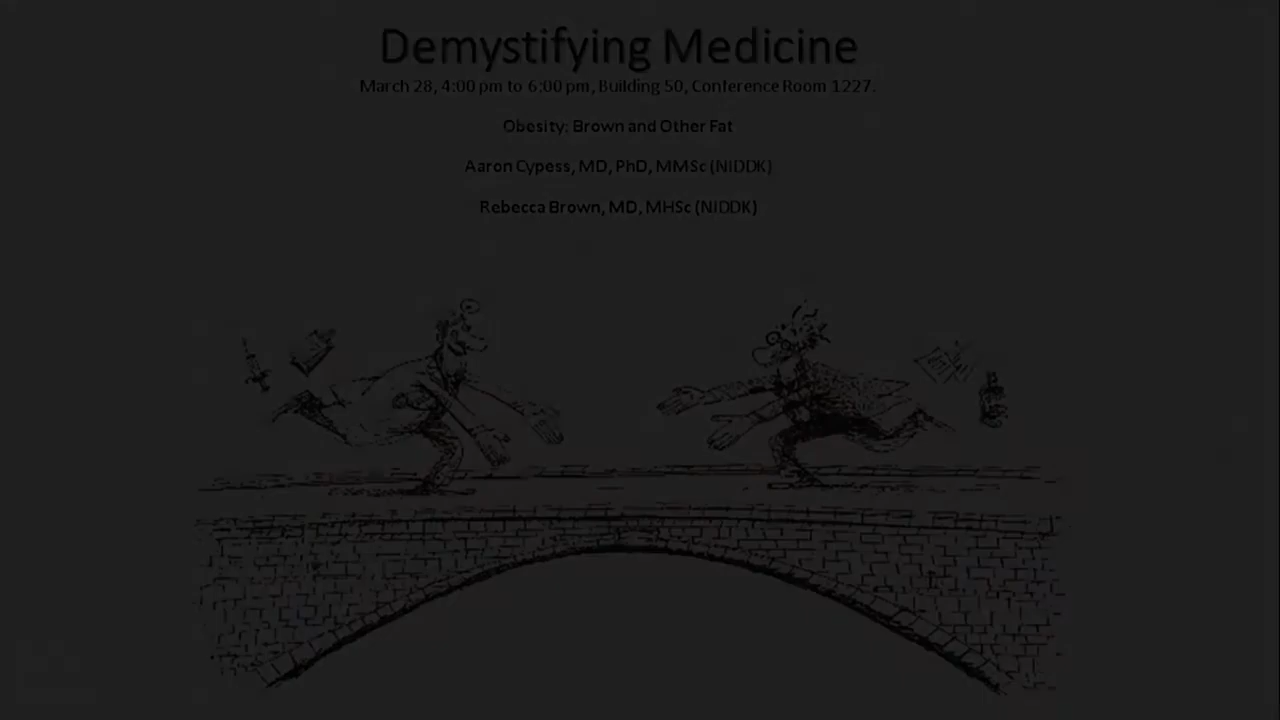 Demystifying Medicine
March 28, 4:00 pm to 6:00 pm, Building 50, Conference Room 1227.
Obesity: Brown and Other Fat
Aaron Cypess, MD, PhD, MMSc (NIDDK)
Rebecca Brown, MD, MHSc (NIDDK)